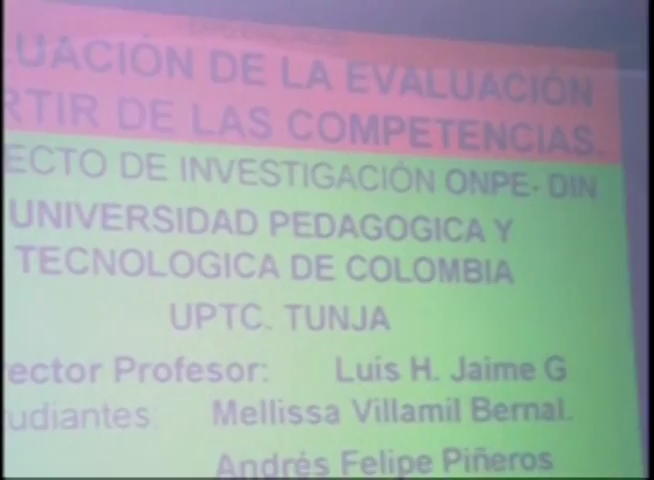 UACIÓN DE LA EVALUACIÓN
RTIR DE LAS COMPETENCIAS.
ECTO DE INVESTIGACIÓN ONPE- DIN
UNIVERSIDAD PEDAGOGICA Y
TECNOLOGICA DE COLOMBIA
UPTC. TUNJA
ector Profesor: Luis H. Jaime G
udiantes Mellissa Villamil Bernal.
Andrés Felipe Piñeros